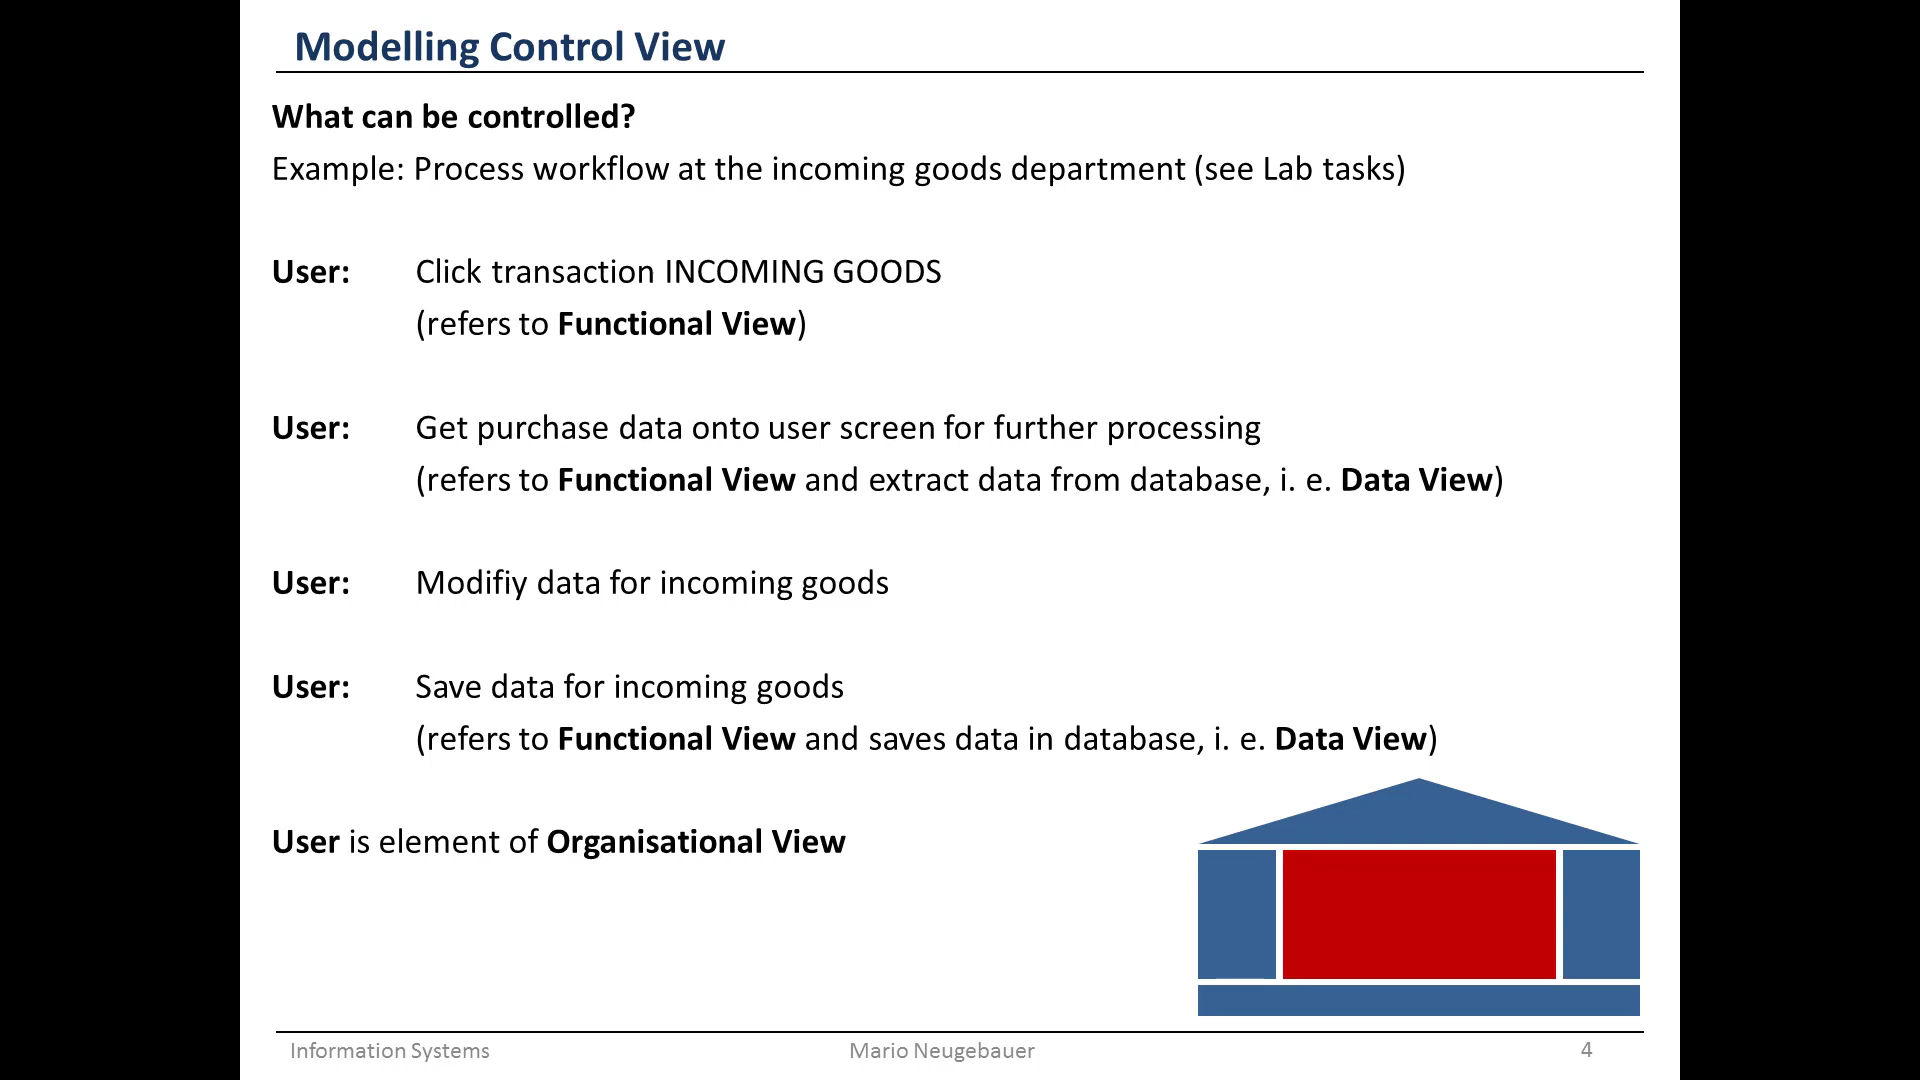 Modelling Control View
What can be controlled?
Example: Process workflow at the incoming goods department (see Lab tasks)
User: Click transaction INCOMING GOODS
(refers to Functional View)
User: Get purchase data onto user screen for further processing
(refers to Functional View and extract data from database, i. e. Data View)
User: Modifiy data for incoming goods
User: Save data for incoming goods
(refers to Functional View and saves data in database, i. e. Data View)
User is element of Organisational View
Information Systems Mario Neugebauer 4